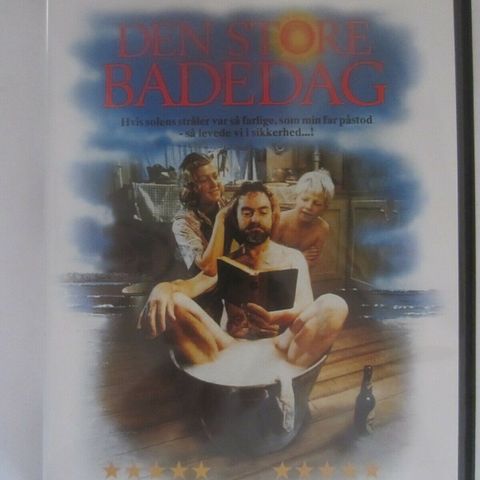 DEN STORE
BADEDAG
Hvis solens stråler var så farlige, som min far påstod
- så levede vi i sikkerhed...!